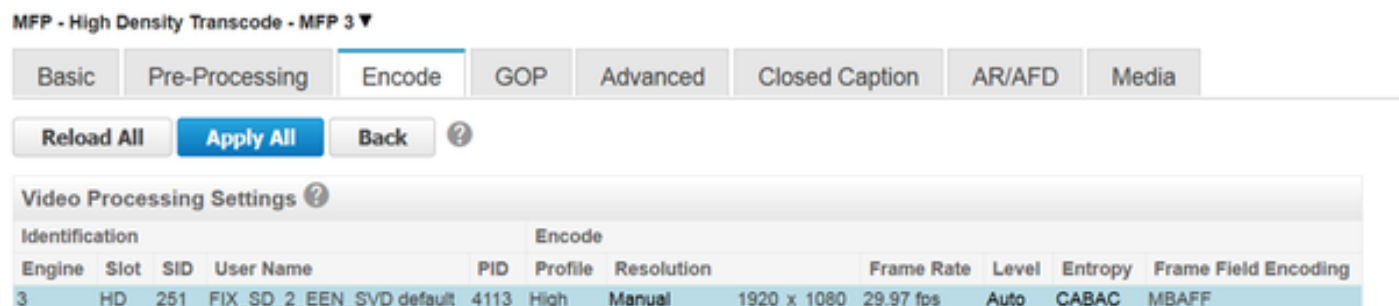 MFP - High Density Transcode - MFP 3▼
Basic Pre-Processing Encode GOP Advanced Closed Caption AR/AFD Media
Reload All Apply All Back ?
Video Processing Settings ?
Identification Encode
Engine Slot SID User Name PID Profile Resolution Frame Rate Level Entropy Frame Field Encoding
3 HD 251 FIX_SD_2_EEN_SVD default 4113 High Manual 1920 x 1080 29.97 fps Auto CABAC MBAFF